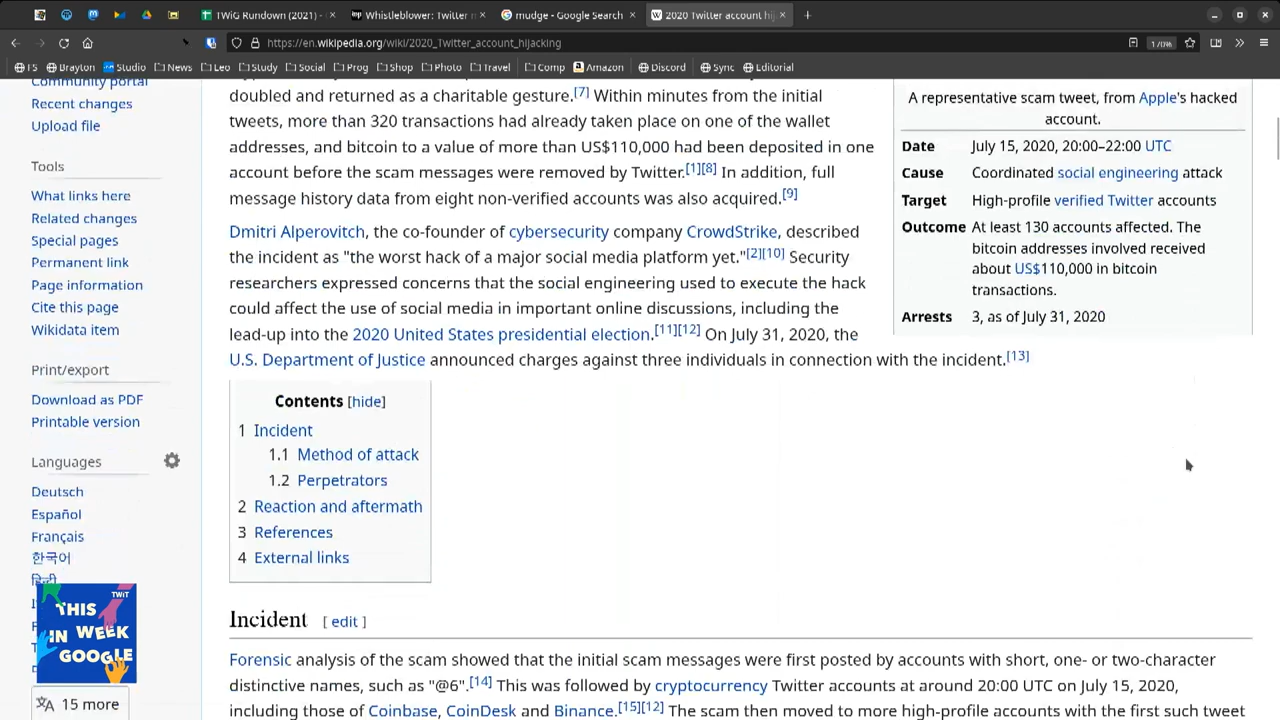 TWiG Rundown (2021) -
Whistleblower: Twitter
mudge - Google Search
2020 Twitter account hi
https://en.wikipedia.org/wiki/2020_Twitter_account_hijacking
170%
FS
Brayton
Studio
News
Leo
Study
Social
Prog
Shop
Photo
Travel
Comp
Amazon
Discord
Sync
Editorial
Community portal
Recent changes
Upload file
Tools
What links here
Related changes
Special pages
Permanent link
Page information
Cite this page
Wikidata item
Print/export
Download as PDF
Printable version
Languages
Deutsch
Español
Français
한국어
हिन्दी
TWiT
THIS
IN WEEK
GOOGLE
15 more
doubled and returned as a charitable gesture.[7] Within minutes from the initial
tweets, more than 320 transactions had already taken place on one of the wallet
addresses, and bitcoin to a value of more than US$110,000 had been deposited in one
account before the scam messages were removed by Twitter.[1][8] In addition, full
message history data from eight non-verified accounts was also acquired.[9]
Dmitri Alperovitch, the co-founder of cybersecurity company CrowdStrike, described
the incident as "the worst hack of a major social media platform yet."[2][10] Security
researchers expressed concerns that the social engineering used to execute the hack
could affect the use of social media in important online discussions, including the
lead-up into the 2020 United States presidential election.[11][12] On July 31, 2020, the
U.S. Department of Justice announced charges against three individuals in connection with the incident.[13]
A representative scam tweet, from Apple's hacked
account.
Date July 15, 2020, 20:00–22:00 UTC
Cause Coordinated social engineering attack
Target High-profile verified Twitter accounts
Outcome At least 130 accounts affected. The
bitcoin addresses involved received
about US$110,000 in bitcoin
transactions.
Arrests 3, as of July 31, 2020
Contents [hide]
1 Incident
1.1 Method of attack
1.2 Perpetrators
2 Reaction and aftermath
3 References
4 External links
Incident [ edit ]
Forensic analysis of the scam showed that the initial scam messages were first posted by accounts with short, one- or two-character
distinctive names, such as "@6".[14] This was followed by cryptocurrency Twitter accounts at around 20:00 UTC on July 15, 2020,
including those of Coinbase, CoinDesk and Binance.[15][12] The scam then moved to more high-profile accounts with the first such tweet